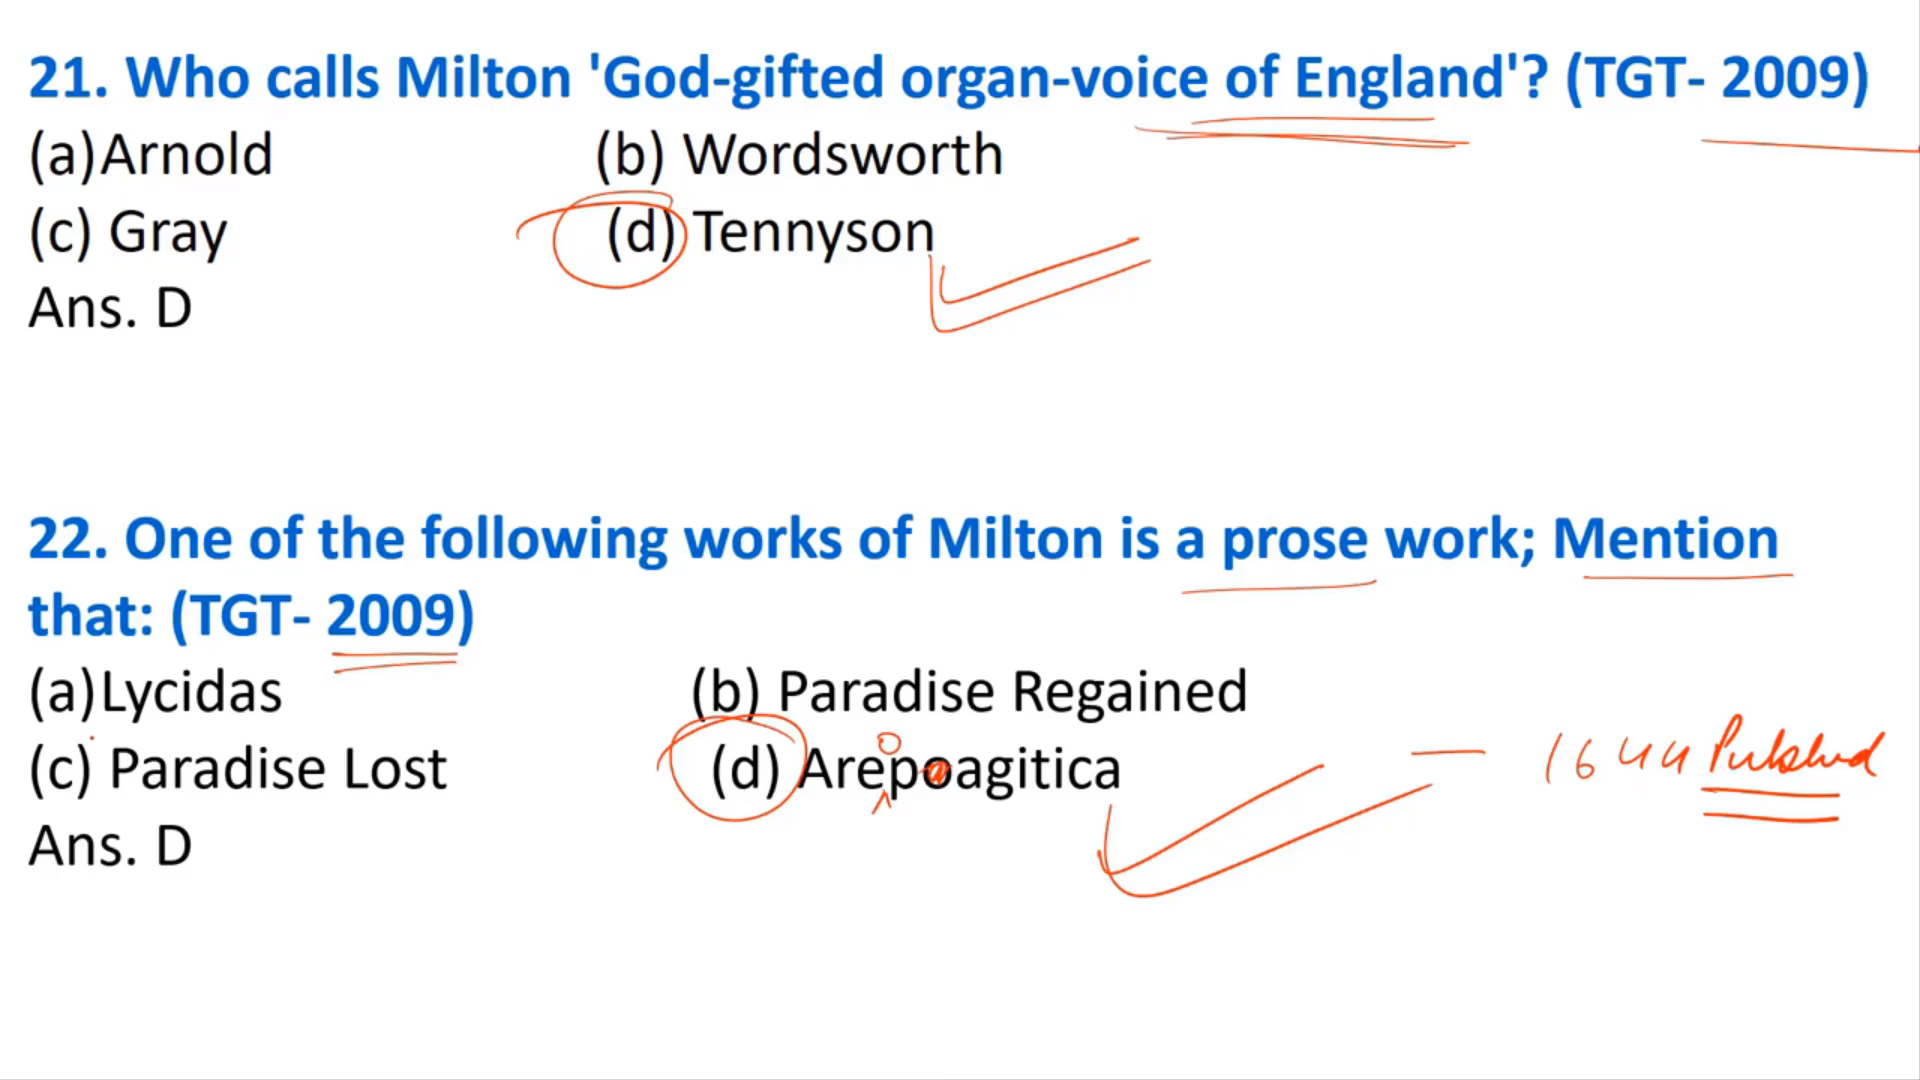 21. Who calls Milton 'God-gifted organ-voice of England'? (TGT- 2009)
(a)Arnold (b) Wordsworth
(c) Gray (d) Tennyson
Ans. D
22. One of the following works of Milton is a prose work; Mention
that: (TGT- 2009)
(a)Lycidas (b) Paradise Regained
(c) Paradise Lost (d) Arepoagitica — 1644
Ans. D